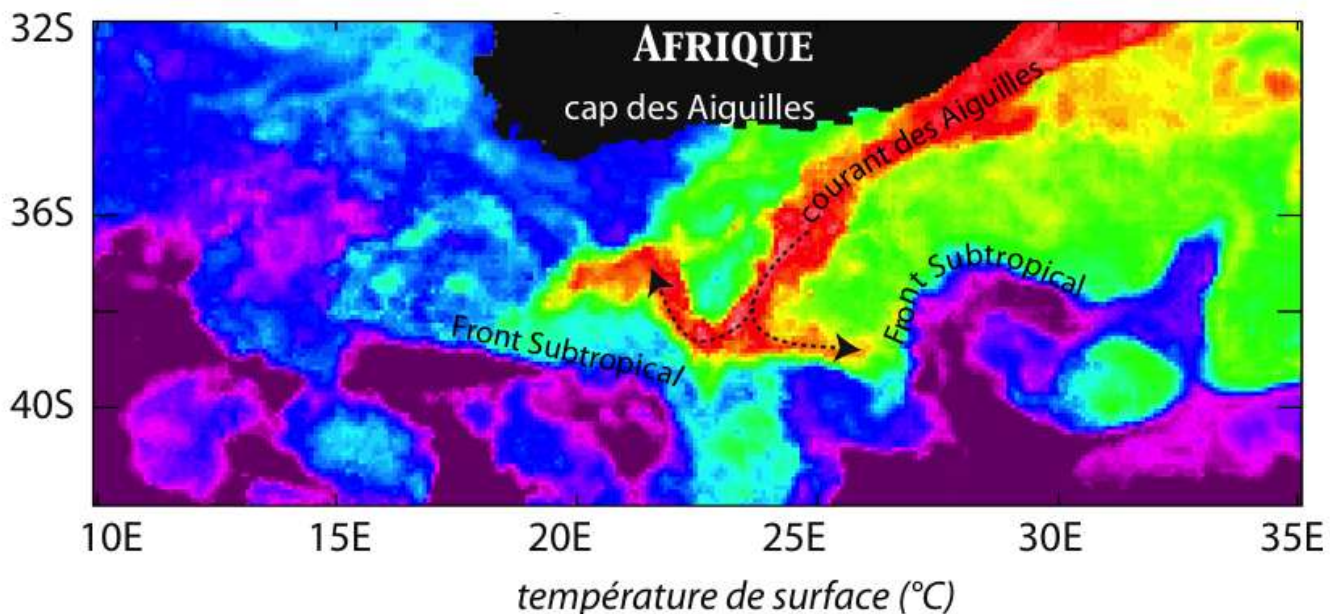 32S
AFRIQUE
cap des Aiguilles
courant des Aiguilles
36S
Front Subtropical
Front Subtropical
40S
10E 15E 20E 25E 30E 35E
température de surface (°C)